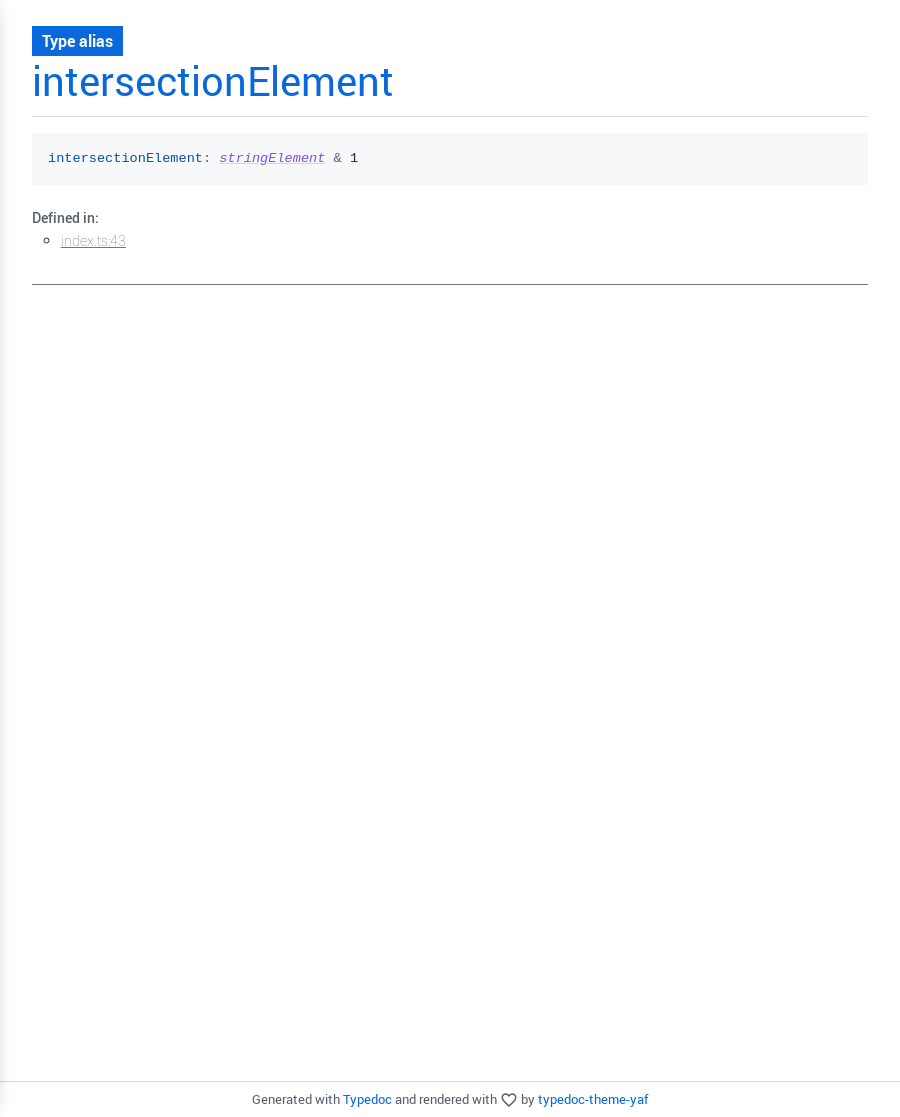 Type alias
intersectionElement
intersectionElement: stringElement & 1
Defined in:
index.ts:43
Generated with Typedoc and rendered with by typedoc-theme-yaf